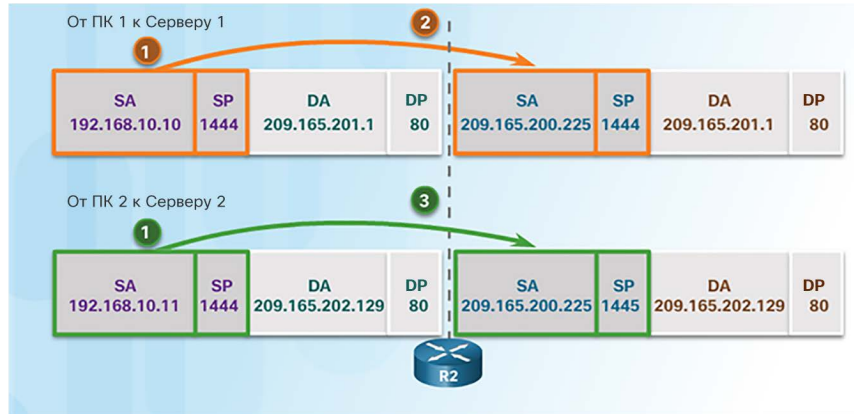 От ПК 1 к Серверу 1
1
2
SA
192.168.10.10
SP
1444
DA
209.165.201.1
DP
80
SA
209.165.200.225
SP
1444
DA
209.165.201.1
DP
80
От ПК 2 к Серверу 2
1
3
SA
192.168.10.11
SP
1444
DA
209.165.202.129
DP
80
SA
209.165.200.225
SP
1445
DA
209.165.202.129
DP
80
R2